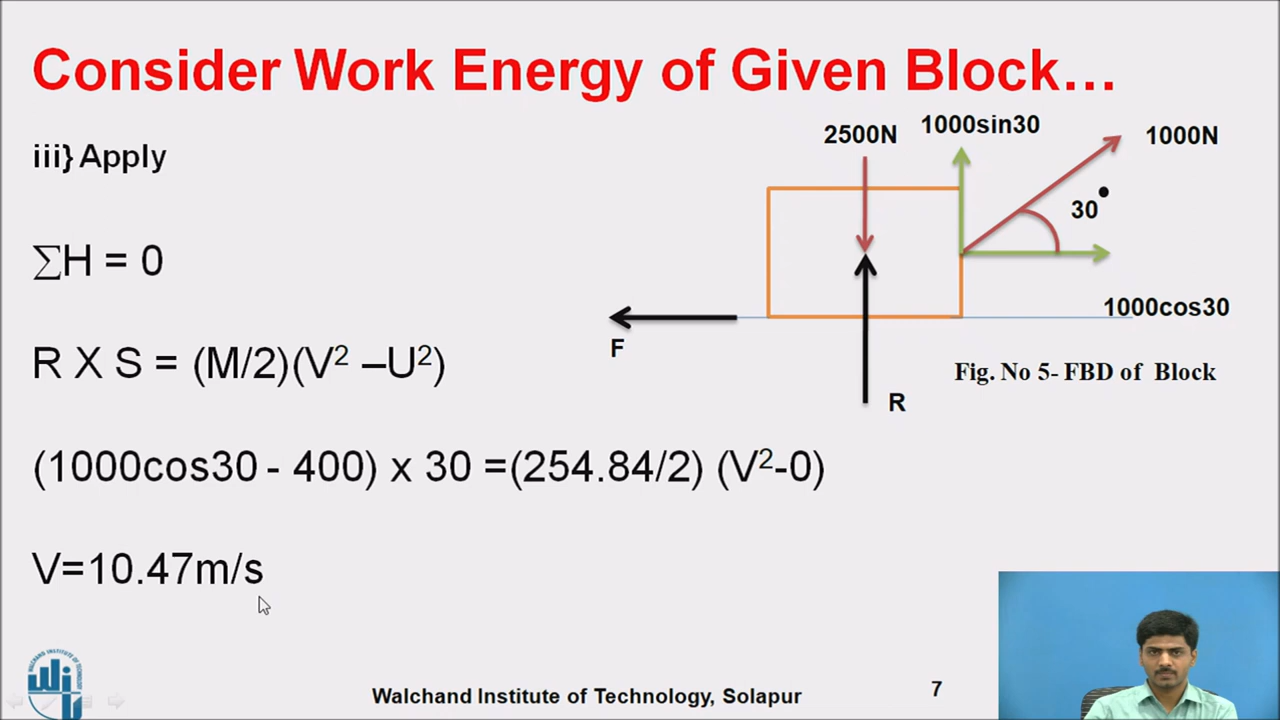 Consider Work Energy of Given Block...
iii} Apply
∑H = 0
R X S = (M/2)(V² –U²)
(1000cos30 - 400) x 30 =(254.84/2) (V²-0)
V=10.47m/s
2500N
1000sin30
1000N
30•
1000cos30
F
R
Fig. No 5- FBD of Block
Walchand Institute of Technology, Solapur
7